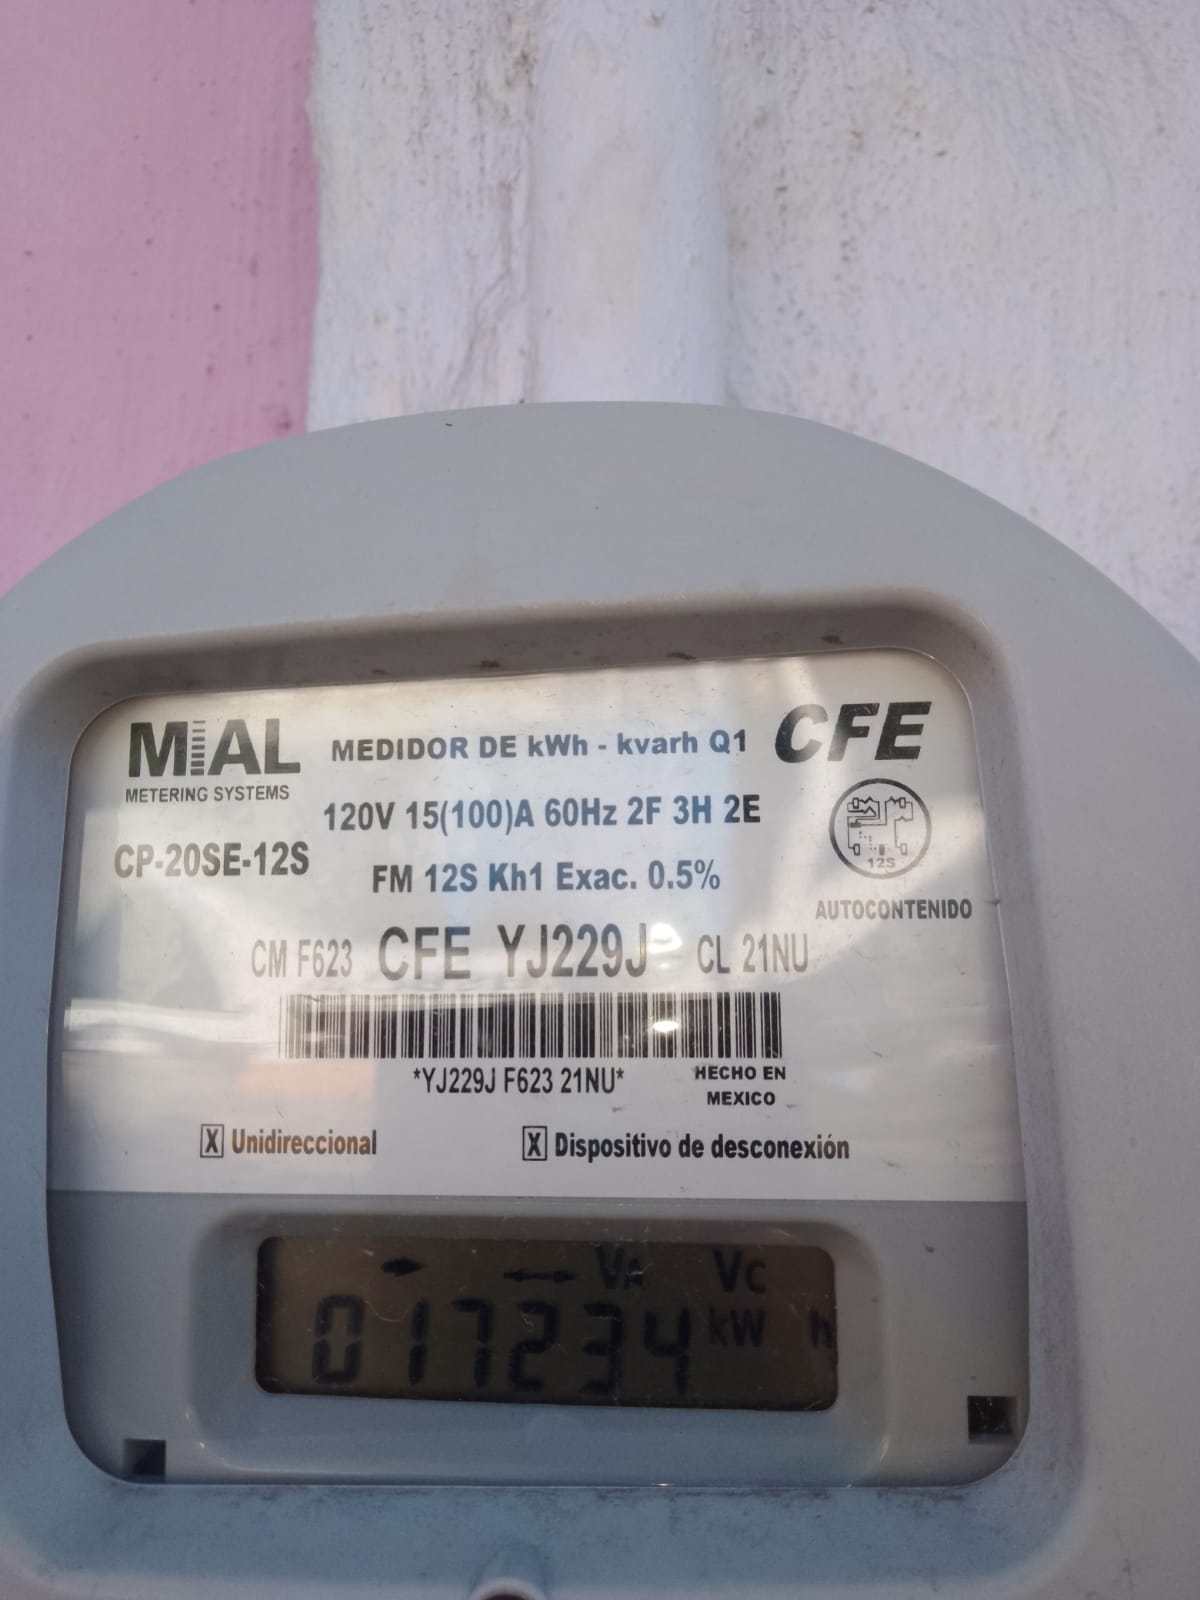 MIAL
METERING SYSTEMS
MEDIDOR DE kWh - kvarh Q1
CFE
120V 15(100)A 60Hz 2F 3H 2E
CP-20SE-12S
FM 12S Kh1 Exac. 0.5%
12S
AUTOCONTENIDO
CM F623 CFE YJ229J CL 21NU
*YJ229J F623 21NU*
HECHO EN
MEXICO
X Unidireccional
X Dispositivo de desconexión
VA VC
017234 kW h